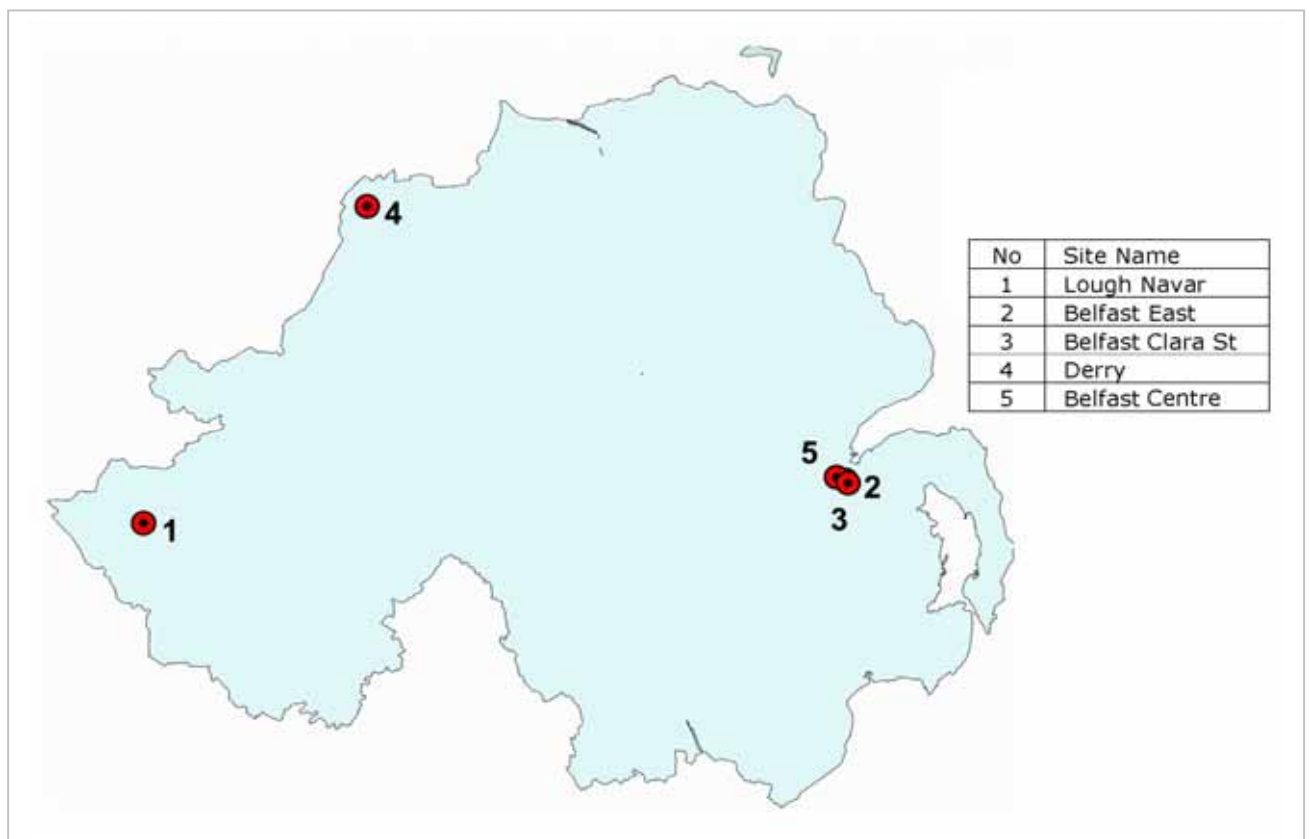 4
No Site Name
1 Lough Navar
2 Belfast East
3 Belfast Clara St
4 Derry
5 Belfast Centre
5
2
3
1